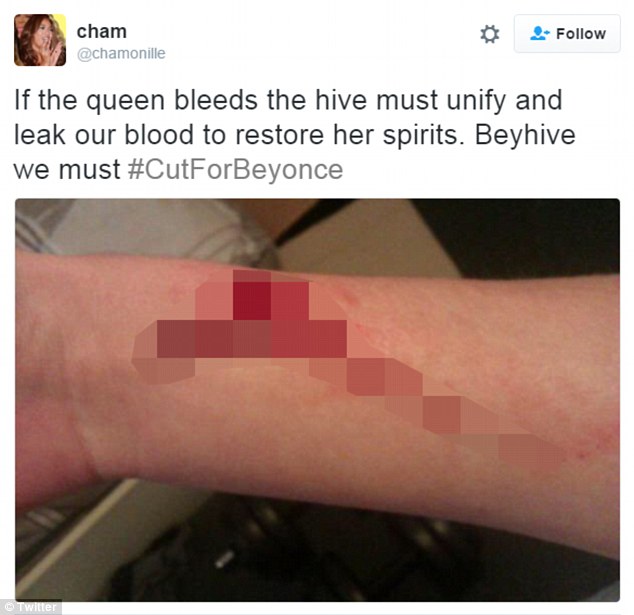 cham
@chamonille
Follow
If the queen bleeds the hive must unify and
leak our blood to restore her spirits. Beyhive
we must #CutForBeyonce
© Twitter